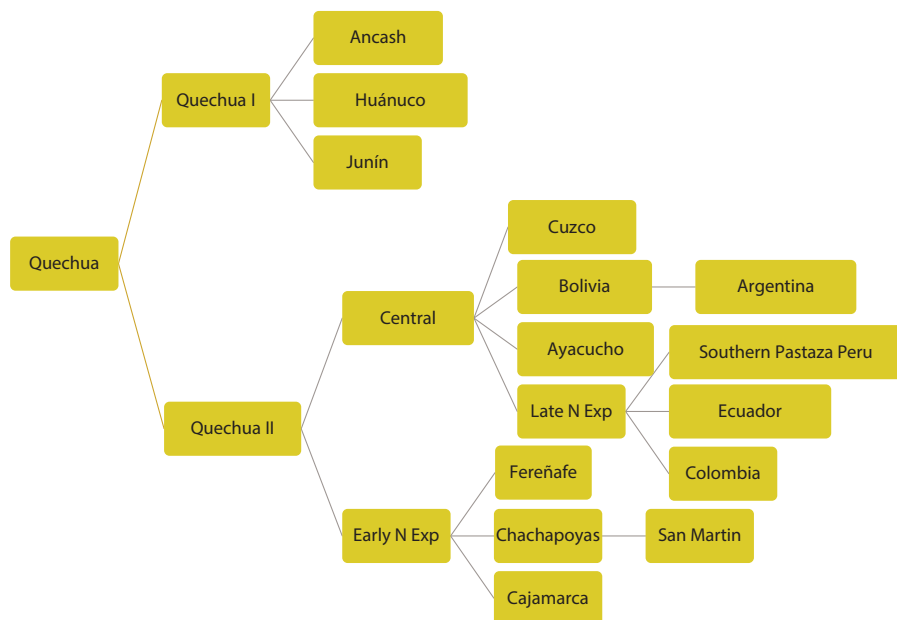 Ancash
Quechua I
Huánuco
Junín
Quechua
Cuzco
Bolivia
Argentina
Central
Ayacucho
Southern Pastaza Peru
Late N Exp
Ecuador
Quechua II
Colombia
Fereñafe
Early N Exp
Chachapoyas
San Martin
Cajamarca